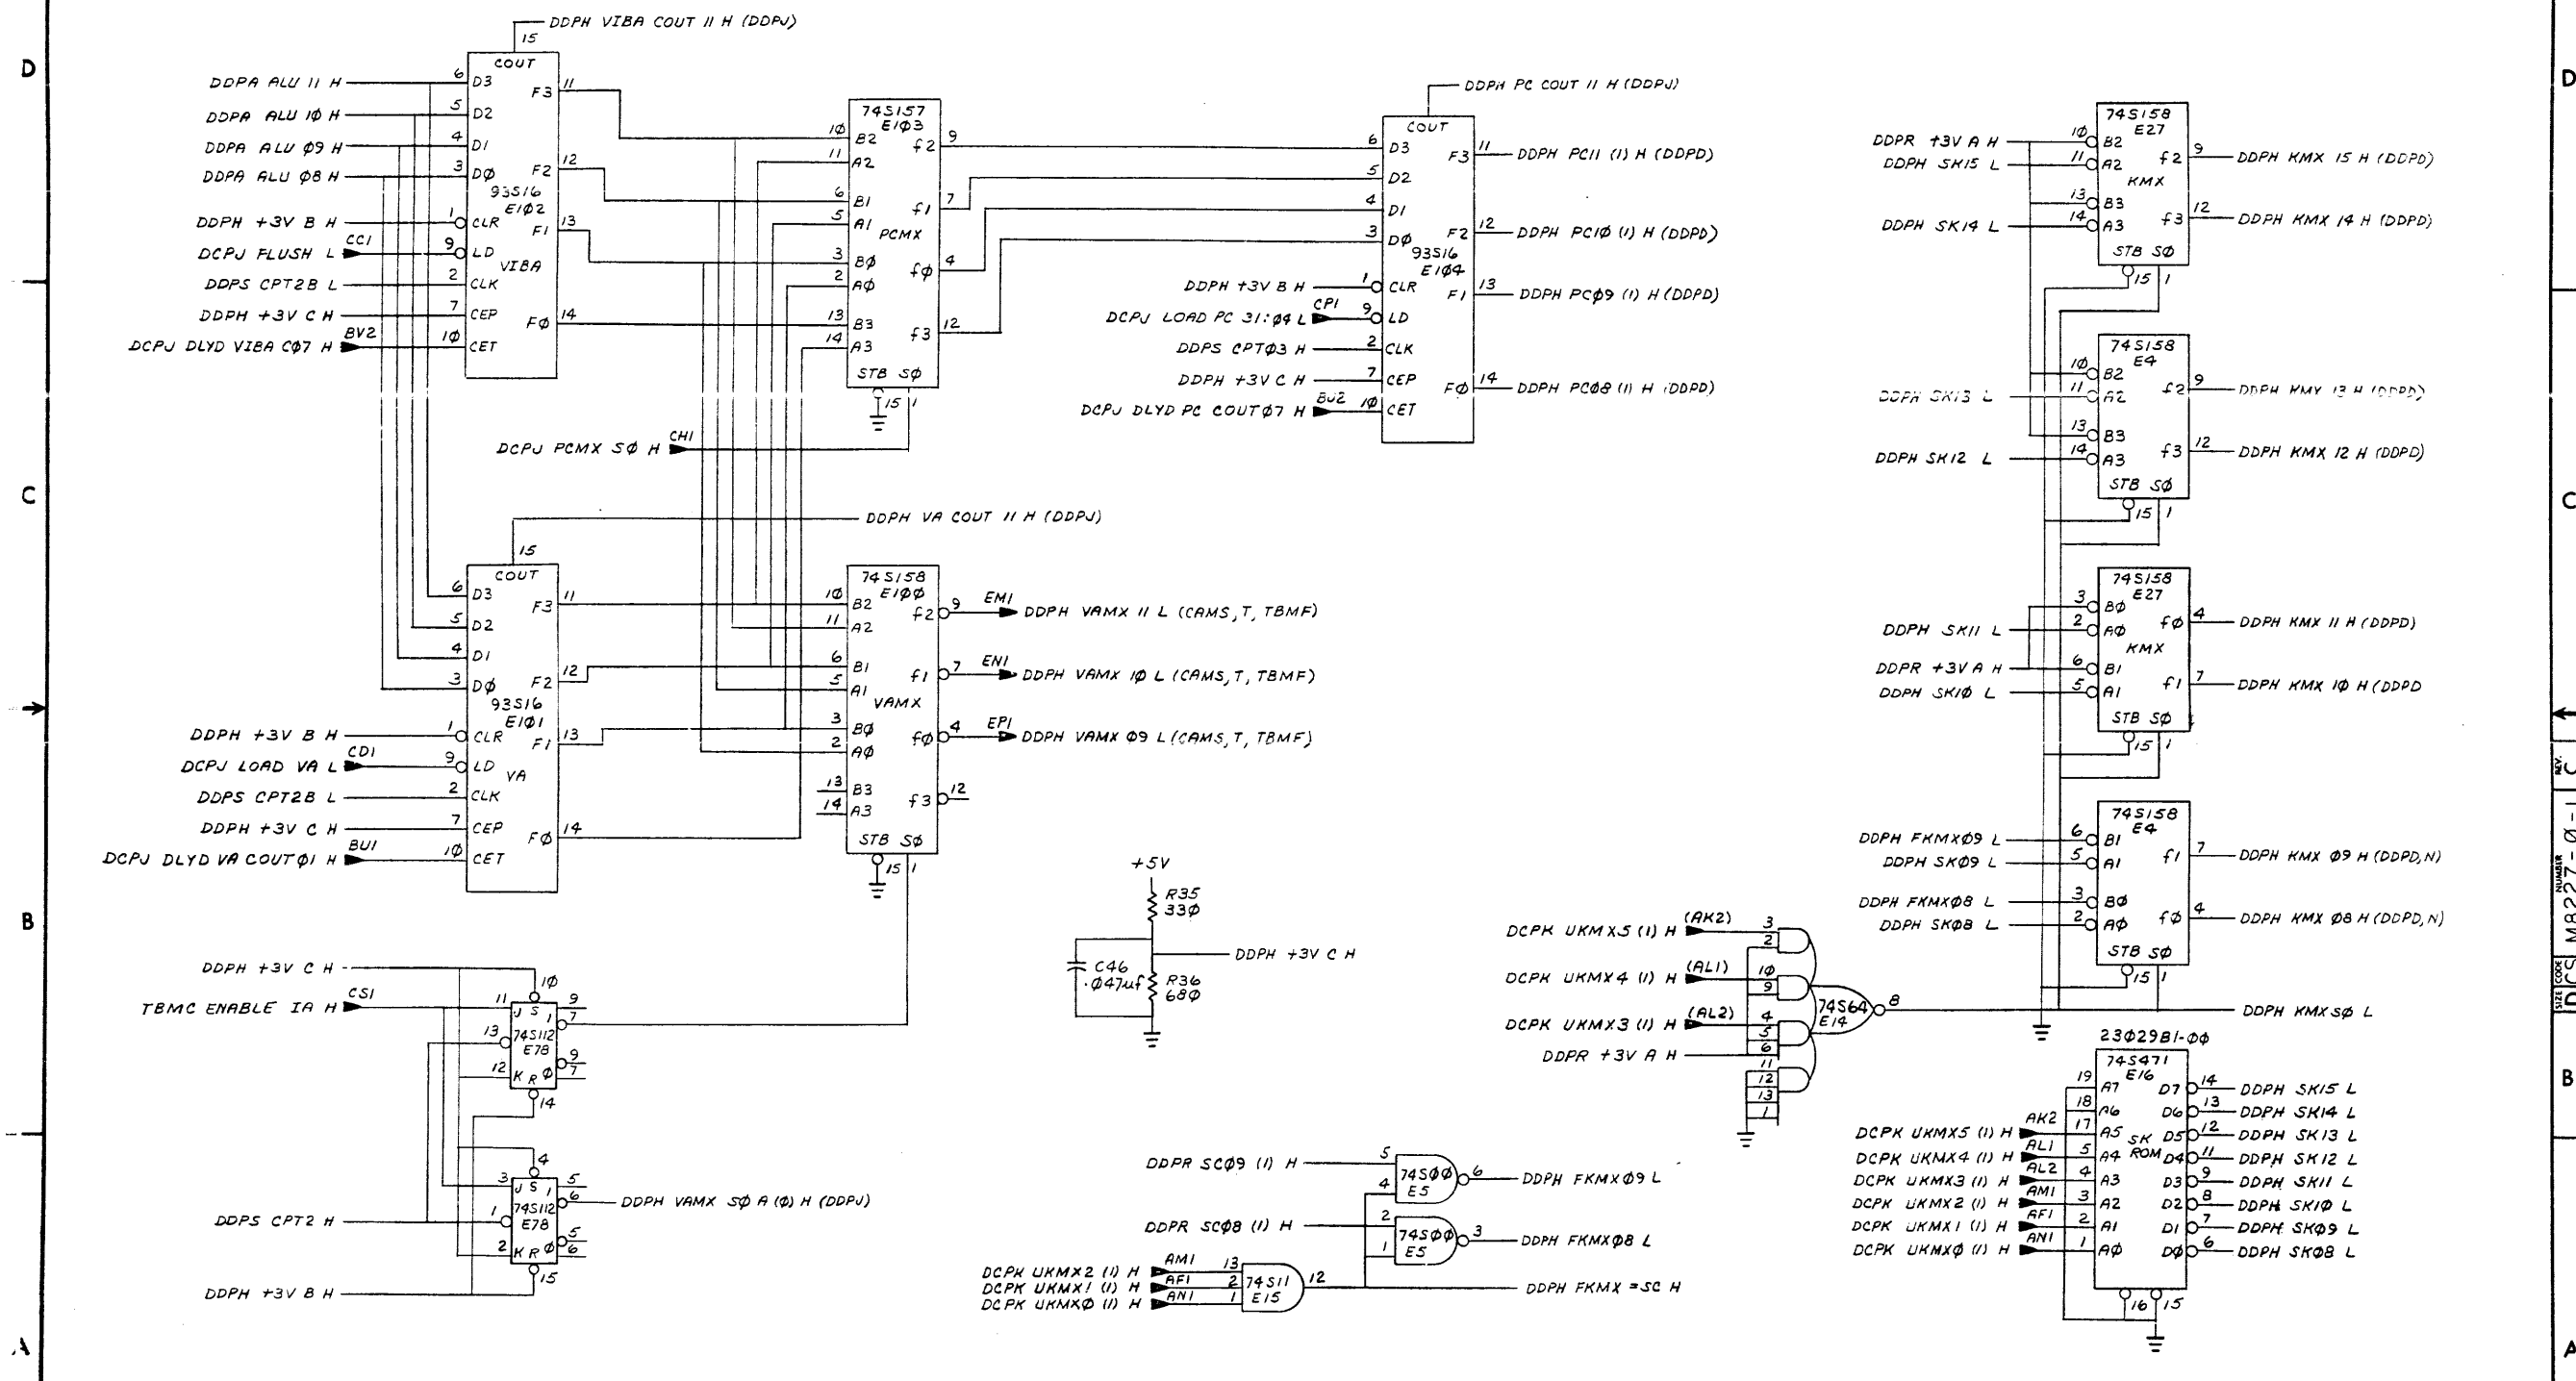 DDPH VIBA COUT 11 H (DDPJ)
15
COUT
DDPA ALU 11 H 6 D3
DDPA ALU 1Ø H 5 D2
DDPA ALU Ø9 H 4 D1
DDPA ALU Ø8 H 3 DØ
93S16
E1Ø2
DDPH +3V B H 1 CLR
DCPJ FLUSH L CC1 9 LD
VIBA
DDPS CPT2B L 2 CLK
DDPH +3V C H 7 CEP
DCPJ DLYD VIBA CØ7 H BV2 1Ø CET
F3 11
F2 12
F1 13
FØ 14
74S157
E1Ø3
1Ø B2
11 A2
6 B1
5 A1
PCMX
3 BØ
2 AØ
13 B3
14 A3
f2 9
f1 7
fØ 4
f3 12
STB SØ
15 1
DCPJ PCMX SØ H CH1
DDPH PC COUT 11 H (DDPJ)
COUT
6 D3
5 D2
4 D1
3 DØ
93S16
E1Ø4
DDPH +3V B H 1 CLR
DCPJ LOAD PC 31:Ø4 L CP1 9 LD
DDPS CPTØ3 H 2 CLK
DDPH +3V C H 7 CEP
DCPJ DLYD PC COUTØ7 H BU2 1Ø CET
F3 11 DDPH PC11 (1) H (DDPD)
F2 12 DDPH PC1Ø (1) H (DDPD)
F1 13 DDPH PCØ9 (1) H (DDPD)
FØ 14 DDPH PCØ8 (1) H (DDPD)
74S158
E27
DDPR +3V A H 1Ø B2
DDPH SK15 L 11 A2
KMX
13 B3
DDPH SK14 L 14 A3
f2 9 DDPH KMX 15 H (DDPD)
f3 12 DDPH KMX 14 H (DDPD)
STB SØ
15 1
74S158
E4
1Ø B2
DDPH SK13 L 11 A2
13 B3
DDPH SK12 L 14 A3
f2 9 DDPH KMX 13 H (DDPD)
f3 12 DDPH KMX 12 H (DDPD)
STB SØ
15 1
74S158
E27
3 BØ
DDPH SK11 L 2 AØ
KMX
DDPR +3V A H 6 B1
DDPH SK1Ø L 5 A1
fØ 4 DDPH KMX 11 H (DDPD)
f1 7 DDPH KMX 1Ø H (DDPD
STB SØ
15 1
74S158
E4
DDPH FKMXØ9 L 6 B1
DDPH SKØ9 L 5 A1
DDPH FKMXØ8 L 3 BØ
DDPH SKØ8 L 2 AØ
f1 7 DDPH KMX Ø9 H (DDPD,N)
fØ 4 DDPH KMX Ø8 H (DDPD,N)
STB SØ
15 1
DDPH VA COUT 11 H (DDPJ)
15
COUT
6 D3
5 D2
4 D1
3 DØ
93S16
E1Ø1
DDPH +3V B H 1 CLR
DCPJ LOAD VA L CD1 9 LD
VA
DDPS CPT2B L 2 CLK
DDPH +3V C H 7 CEP
DCPJ DLYD VA COUTØ1 H BU1 1Ø CET
F3 11
F2 12
F1 13
FØ 14
74S158
E1ØØ
1Ø B2
11 A2
6 B1
5 A1
VAMX
3 BØ
2 AØ
13 B3
14 A3
f2 9 EM1 DDPH VAMX 11 L (CAMS, T, TBMF)
f1 7 EN1 DDPH VAMX 1Ø L (CAMS, T, TBMF)
fØ 4 EP1 DDPH VAMX Ø9 L (CAMS, T, TBMF)
f3 12
STB SØ
15 1
+5V
R35
33Ø
DDPH +3V C H
C46
.Ø47uf
R36
68Ø
DDPH +3V C H 1Ø
TBMC ENABLE IA H CS1 11 J S 1 9
7
13 74S112
E78
12 K R Ø 9
7
14
4
3 J S 1 5
6 DDPH VAMX SØ A (Ø) H (DDPJ)
DDPS CPT2 H 1 74S112
E78
2 K R Ø 5
6
15
DDPH +3V B H
DCPK UKMX5 (1) H (AK2) 3
2
DCPK UKMX4 (1) H (AL1) 1Ø
9
DCPK UKMX3 (1) H (AL2) 4
5
DDPR +3V A H 6
11
12
13
1
74S64
E14
8 DDPH KMXSØ L
DDPR SCØ9 (1) H 5
4
74S00
E5
6 DDPH FKMXØ9 L
DDPR SCØ8 (1) H 2
1
74SØØ
E5
3 DDPH FKMXØ8 L
DCPK UKMX2 (1) H AM1 13
DCPK UKMX1 (1) H AF1 2
DCPK UKMXØ (1) H AN1 1
74S11
E15
12 DDPH FKMX =SC H
23Ø29B1-ØØ
74S471
E16
19 A7
18 A6
DCPK UKMX5 (1) H AK2 17 A5
DCPK UKMX4 (1) H AL1 5 A4
DCPK UKMX3 (1) H AL2 4 A3
DCPK UKMX2 (1) H AM1 3 A2
DCPK UKMX1 (1) H AF1 2 A1
DCPK UKMXØ (1) H AN1 1 AØ
SK
ROM
D7 14 DDPH SK15 L
D6 13 DDPH SK14 L
D5 12 DDPH SK13 L
D4 11 DDPH SK12 L
D3 9 DDPH SK11 L
D2 8 DDPH SK1Ø L
D1 7 DDPH SKØ9 L
DØ 6 DDPH SKØ8 L
16 15
D
C
B
A
D
C
B
A
REV.
C
NUMBER
M8227-Ø-1
SIZE CODE
DCS